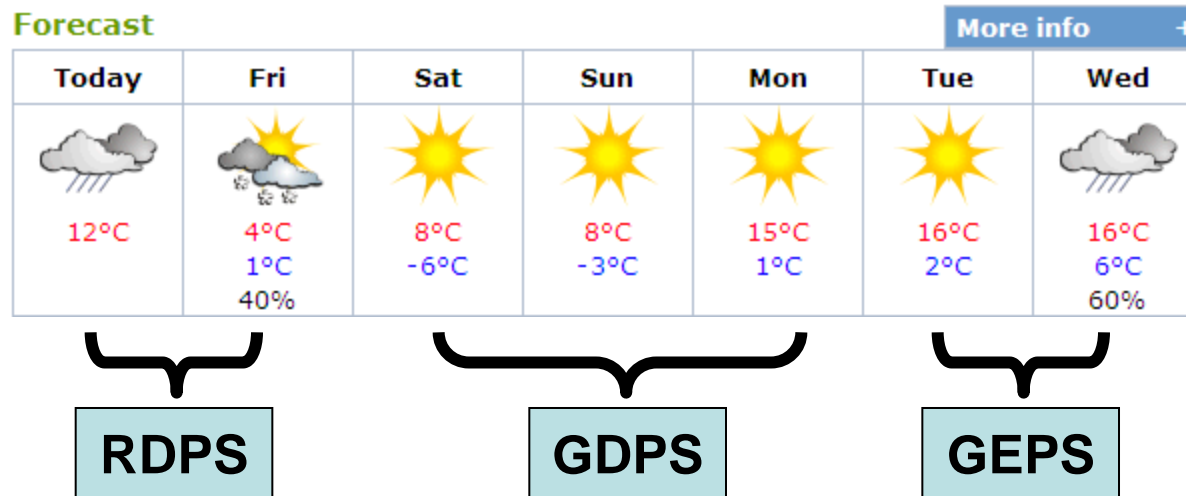 Forecast More info +
Today Fri Sat Sun Mon Tue Wed
12°C 4°C 8°C 8°C 15°C 16°C 16°C
1°C -6°C -3°C 1°C 2°C 6°C
40% 60%
RDPS GDPS GEPS